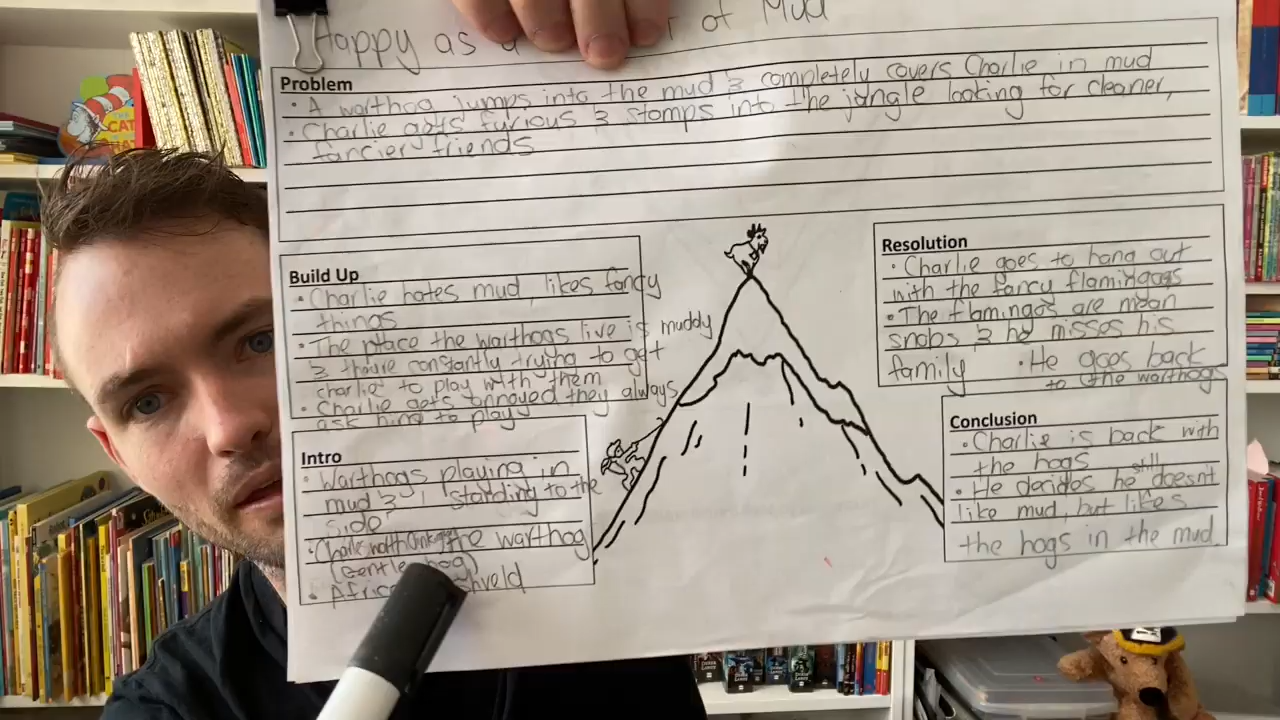 Happy as a r of Mud
Problem
• A warthog jumps into the mud & completely covers Charlie in mud
• Charlie gets furious & stomps into the jungle looking for cleaner,
fancier friends
Build Up
• Charlie hates mud, likes fancy
things
• The place the warthogs live is muddy
& they're constantly trying to get
charlie to play with them
• Charlie gets annoyed they always
ask him to play
Intro
• Warthogs playing in
mud & 1 standing to the
side
• Charlie the warthog
(Gentle hog)
Resolution
• Charlie goes to hang out
with the fancy flamingoes
• The flamingos are mean
snobs & he misses his
family • He goes back
to the warthogs
Conclusion
• Charlie is back with
the hogs
• He decides he still doesn't
like mud, but likes
the hogs in the mud.
THE
CAT